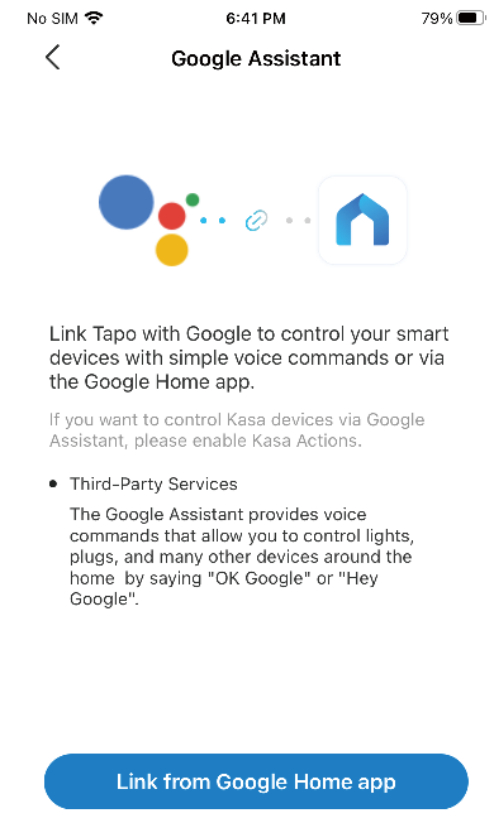 No SIM 6:41 PM 79%
Google Assistant
Link Tapo with Google to control your smart
devices with simple voice commands or via
the Google Home app.
If you want to control Kasa devices via Google
Assistant, please enable Kasa Actions.
• Third-Party Services
The Google Assistant provides voice
commands that allow you to control lights,
plugs, and many other devices around the
home by saying "OK Google" or "Hey
Google".
Link from Google Home app